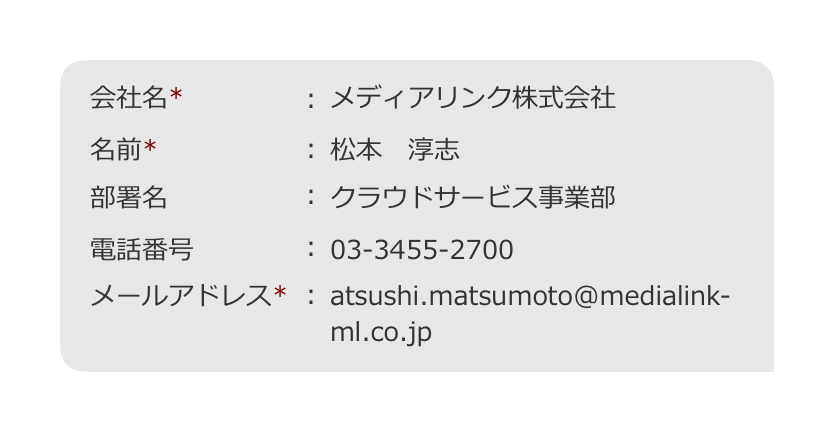 会社名* : メディアリンク株式会社
名前* : 松本　淳志
部署名 : クラウドサービス事業部
電話番号 : 03-3455-2700
メールアドレス* : atsushi.matsumoto@medialink-
ml.co.jp